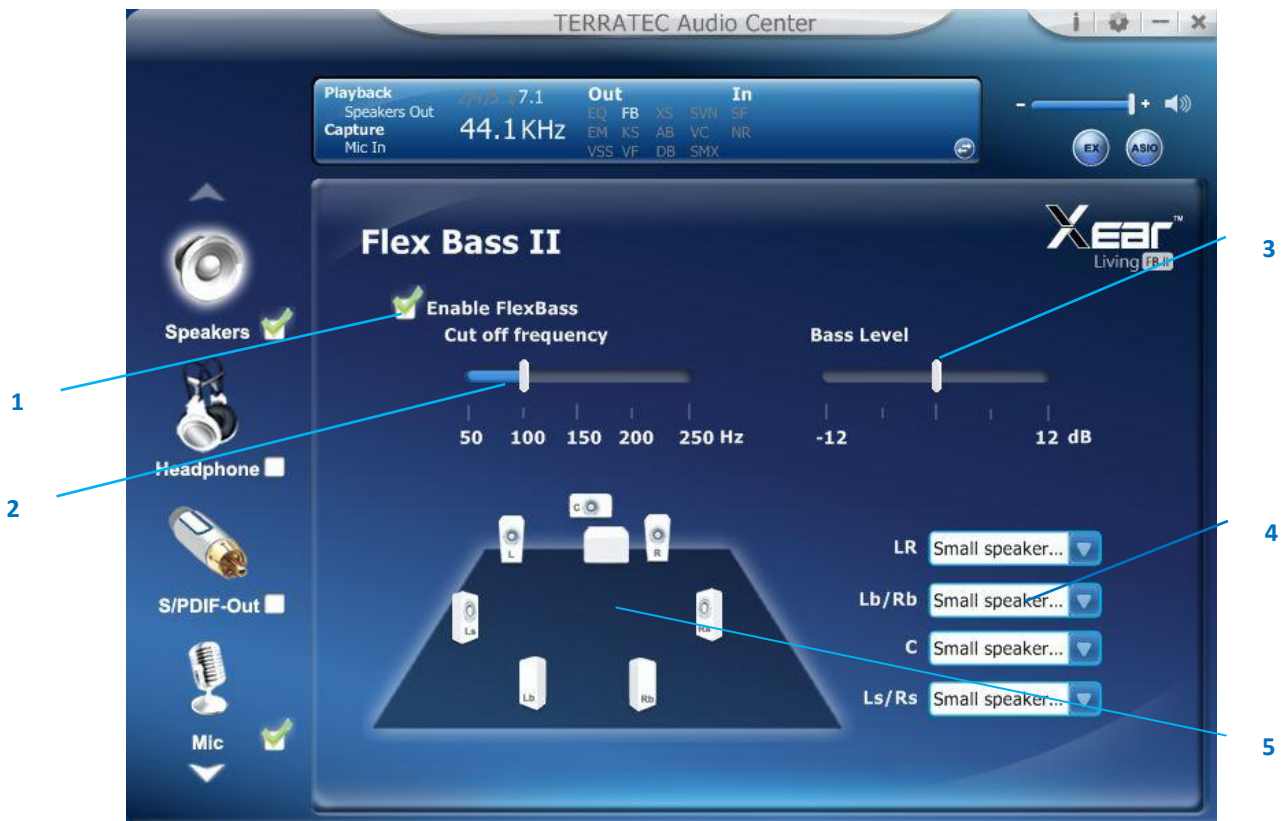 TERRATEC Audio Center
i
Playback
Speakers Out
Capture
Mic In
7.1
44.1KHz
Out In
EQ FB XS SVN SF
EM KS AB VC NR
VSS VF DB SMX
- +
EX ASIO
Speakers
Headphone
S/PDIF-Out
Mic
Flex Bass II
Xear™
Living FB II
Enable FlexBass
Cut off frequency
Bass Level
50 100 150 200 250 Hz
-12 12 dB
C
L
R
Ls
Rs
Lb
Rb
LR Small speaker...
Lb/Rb Small speaker...
C Small speaker...
Ls/Rs Small speaker...
1
2
3
4
5